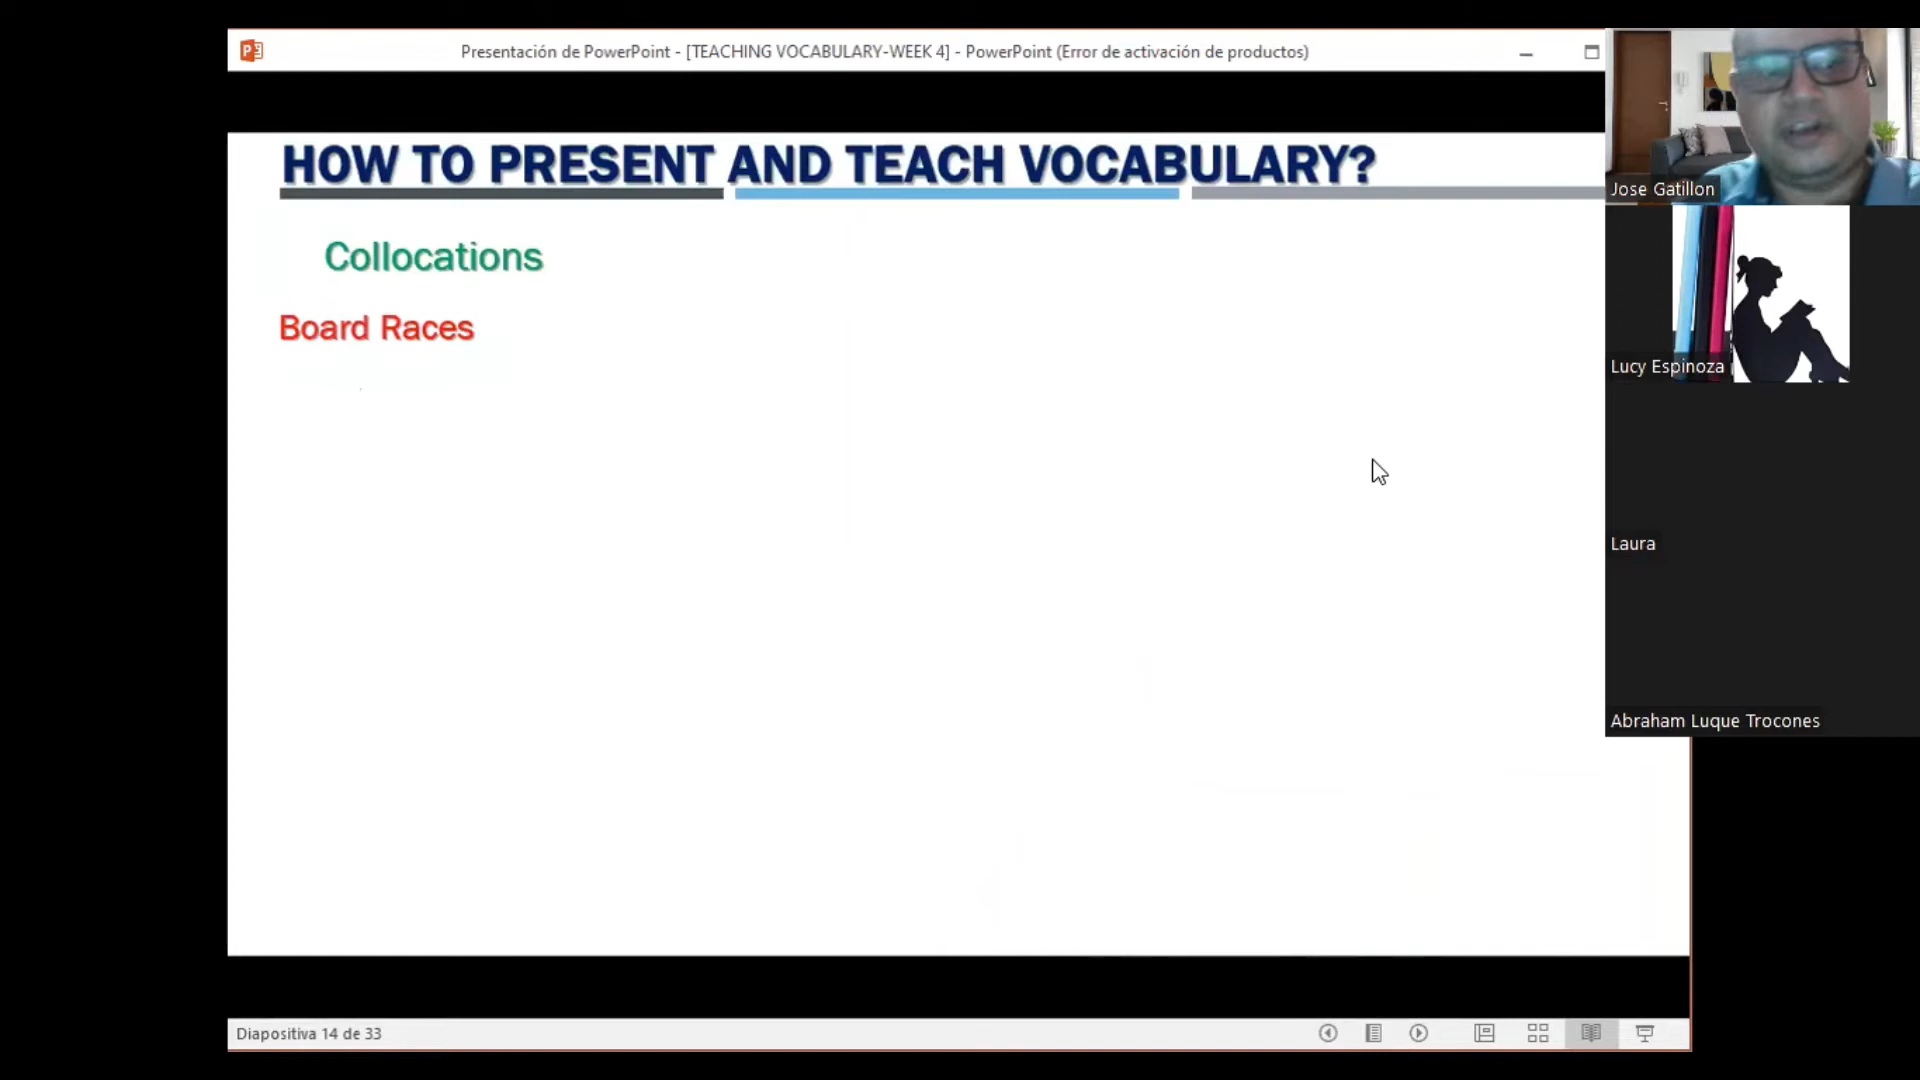 Presentación de PowerPoint - [TEACHING VOCABULARY-WEEK 4] - PowerPoint (Error de activación de productos)
HOW TO PRESENT AND TEACH VOCABULARY?
Collocations
Board Races
Jose Gatillon
Lucy Espinoza
Laura
Abraham Luque Trocones
Diapositiva 14 de 33